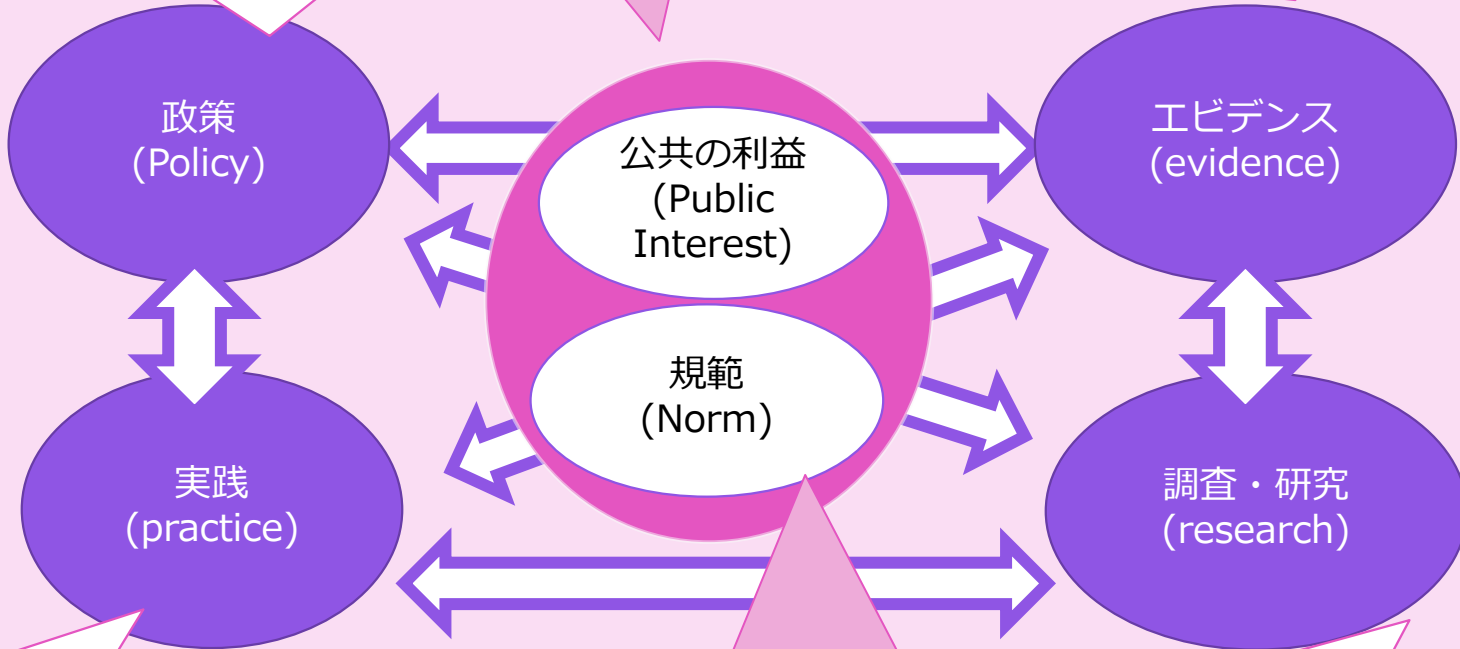 政策
(Policy)
公共の利益
(Public
Interest)
エビデンス
(evidence)
規範
(Norm)
実践
(practice)
調査・研究
(research)